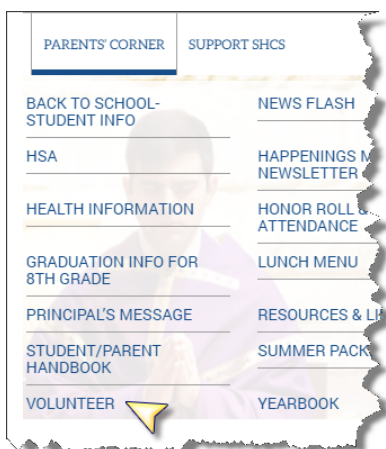 PARENTS' CORNER SUPPORT SHCS
BACK TO SCHOOL-
STUDENT INFO
NEWS FLASH
HSA
HAPPENINGS
NEWSLETTER
HEALTH INFORMATION
HONOR ROLL &
ATTENDANCE
GRADUATION INFO FOR
8TH GRADE
LUNCH MENU
PRINCIPAL'S MESSAGE
RESOURCES &
STUDENT/PARENT
HANDBOOK
SUMMER PACK
VOLUNTEER
YEARBOOK